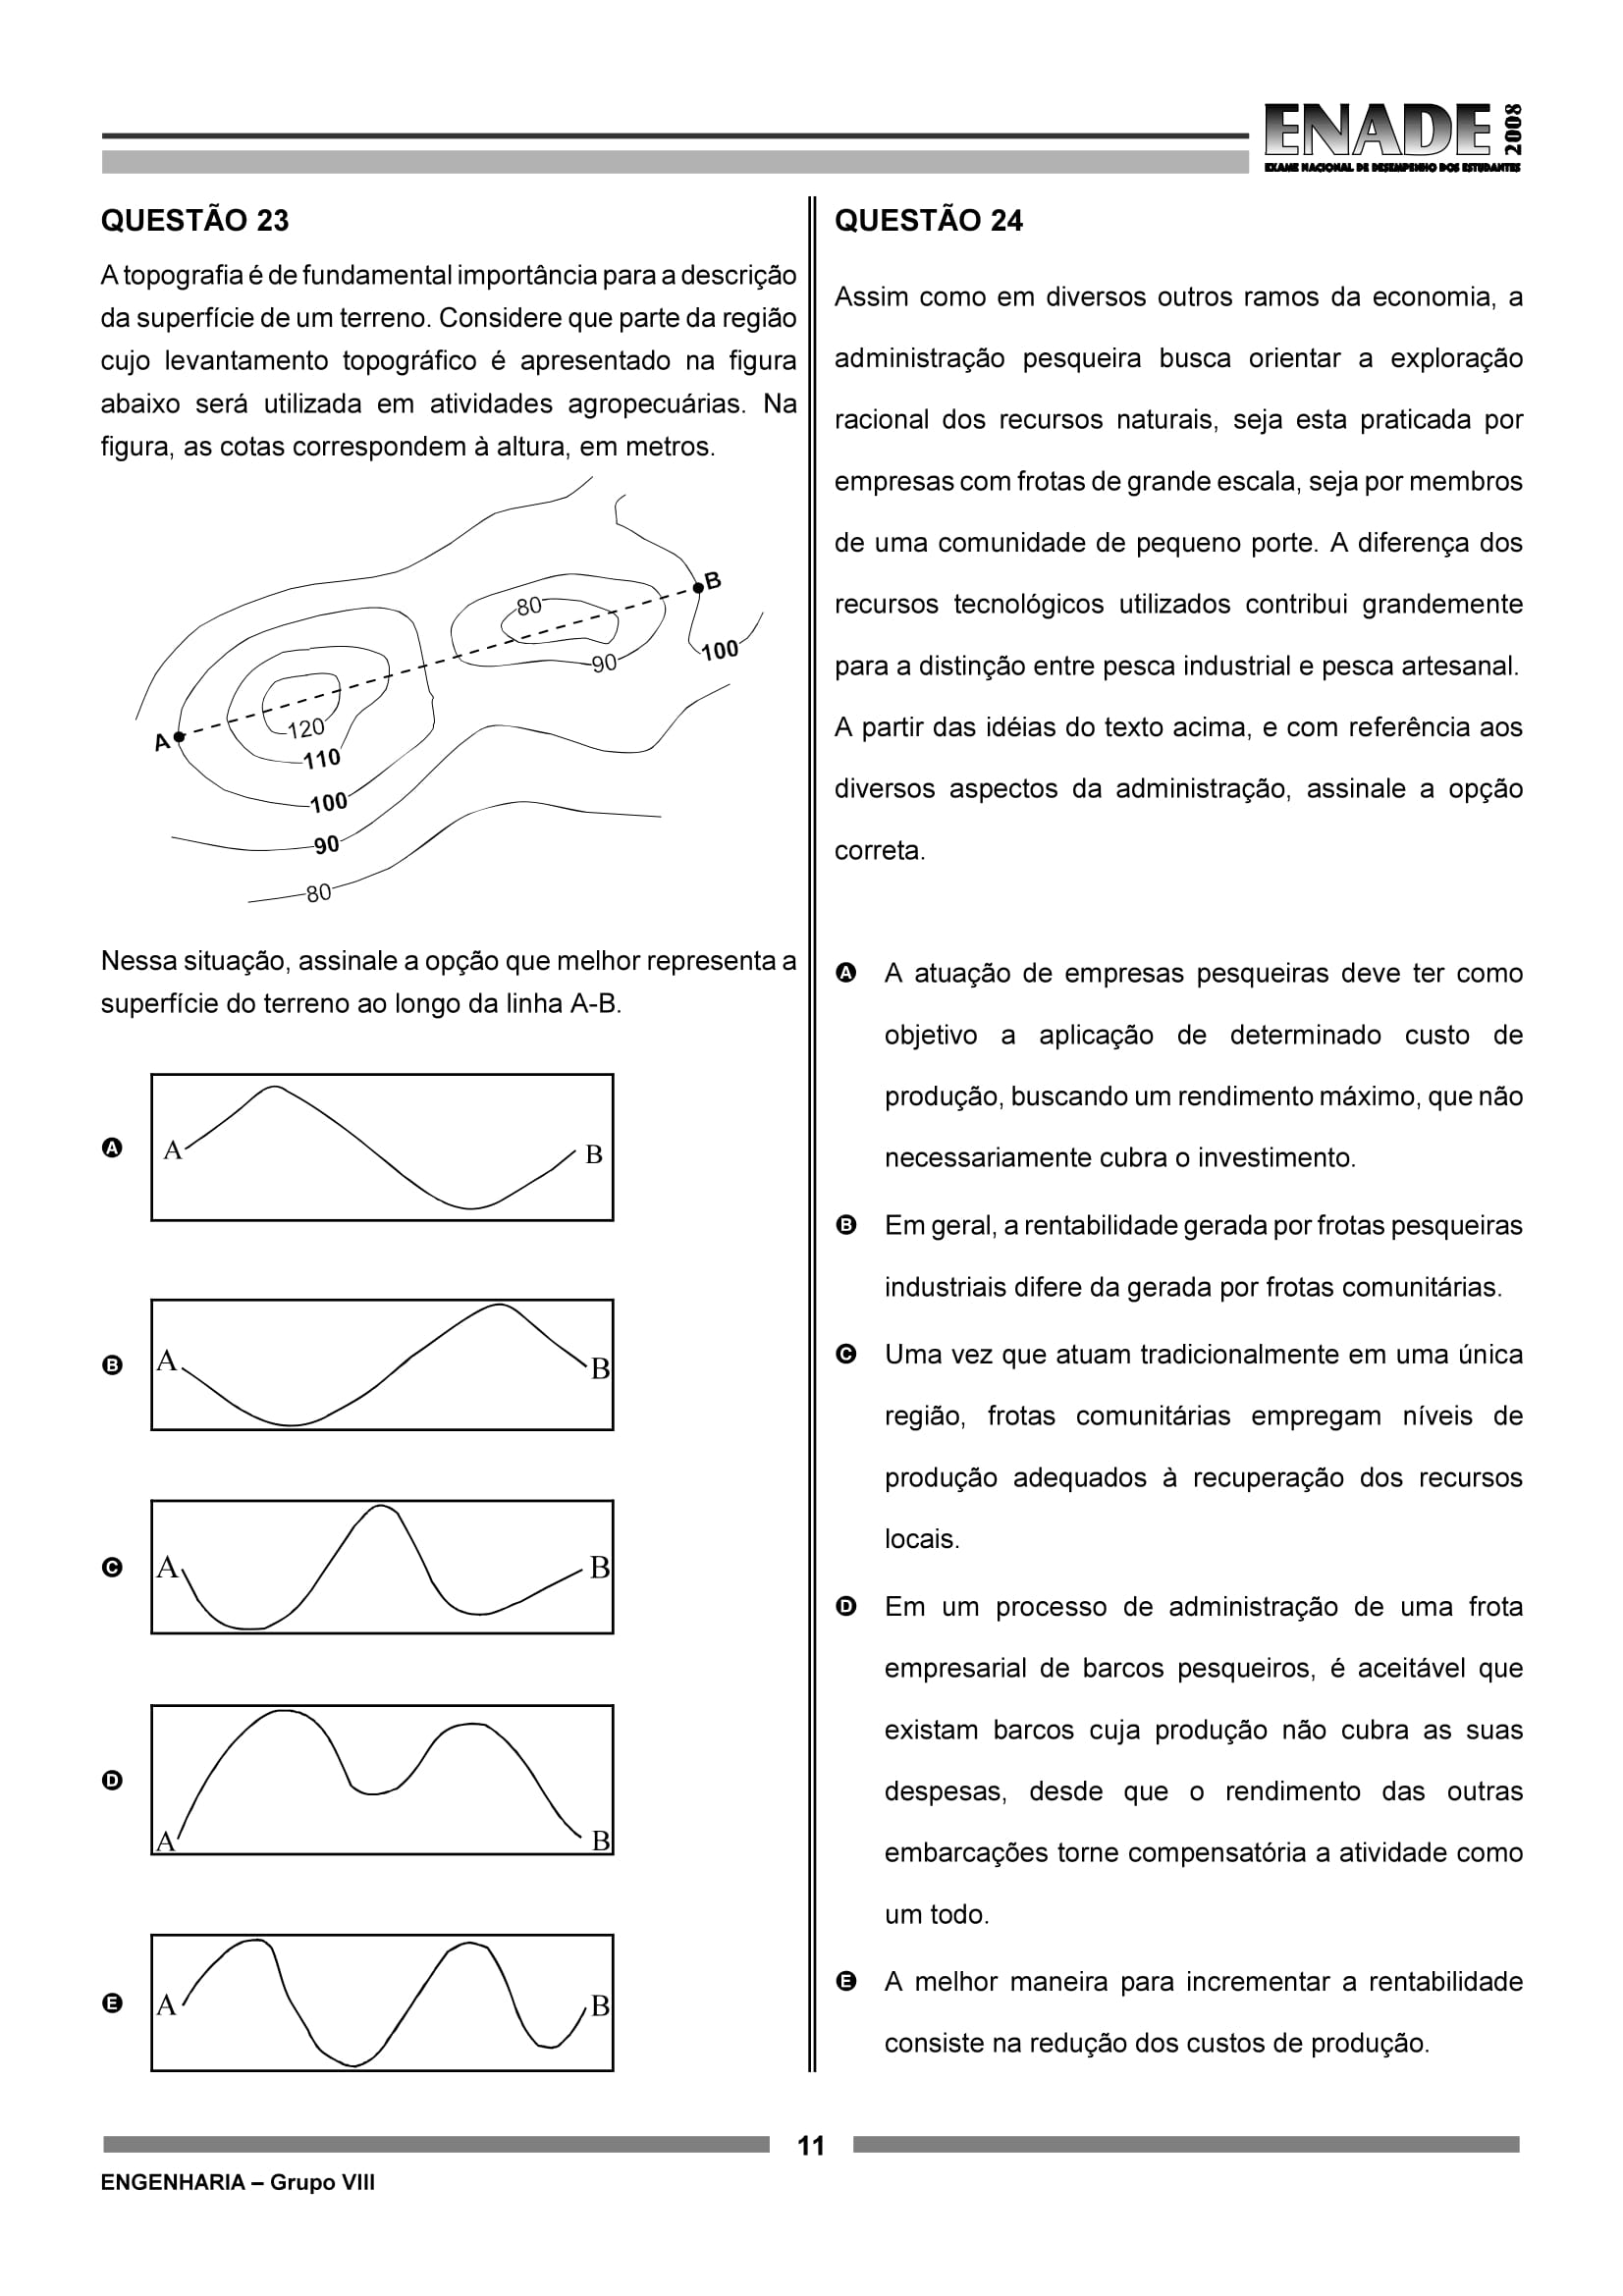 ENADE 2008
EXAME NACIONAL DE DESEMPENHO DOS ESTUDANTES
QUESTÃO 23
A topografia é de fundamental importância para a descrição
da superfície de um terreno. Considere que parte da região
cujo levantamento topográfico é apresentado na figura
abaixo será utilizada em atividades agropecuárias. Na
figura, as cotas correspondem à altura, em metros.
B
80
100
90
A
120
110
100
90
80
Nessa situação, assinale a opção que melhor representa a
superfície do terreno ao longo da linha A-B.
A
A B
B
A B
C
A B
D
A B
E
A B
QUESTÃO 24
Assim como em diversos outros ramos da economia, a
administração pesqueira busca orientar a exploração
racional dos recursos naturais, seja esta praticada por
empresas com frotas de grande escala, seja por membros
de uma comunidade de pequeno porte. A diferença dos
recursos tecnológicos utilizados contribui grandemente
para a distinção entre pesca industrial e pesca artesanal.
A partir das idéias do texto acima, e com referência aos
diversos aspectos da administração, assinale a opção
correta.
A A atuação de empresas pesqueiras deve ter como
objetivo a aplicação de determinado custo de
produção, buscando um rendimento máximo, que não
necessariamente cubra o investimento.
B Em geral, a rentabilidade gerada por frotas pesqueiras
industriais difere da gerada por frotas comunitárias.
C Uma vez que atuam tradicionalmente em uma única
região, frotas comunitárias empregam níveis de
produção adequados à recuperação dos recursos
locais.
D Em um processo de administração de uma frota
empresarial de barcos pesqueiros, é aceitável que
existam barcos cuja produção não cubra as suas
despesas, desde que o rendimento das outras
embarcações torne compensatória a atividade como
um todo.
E A melhor maneira para incrementar a rentabilidade
consiste na redução dos custos de produção.
11
ENGENHARIA – Grupo VIII